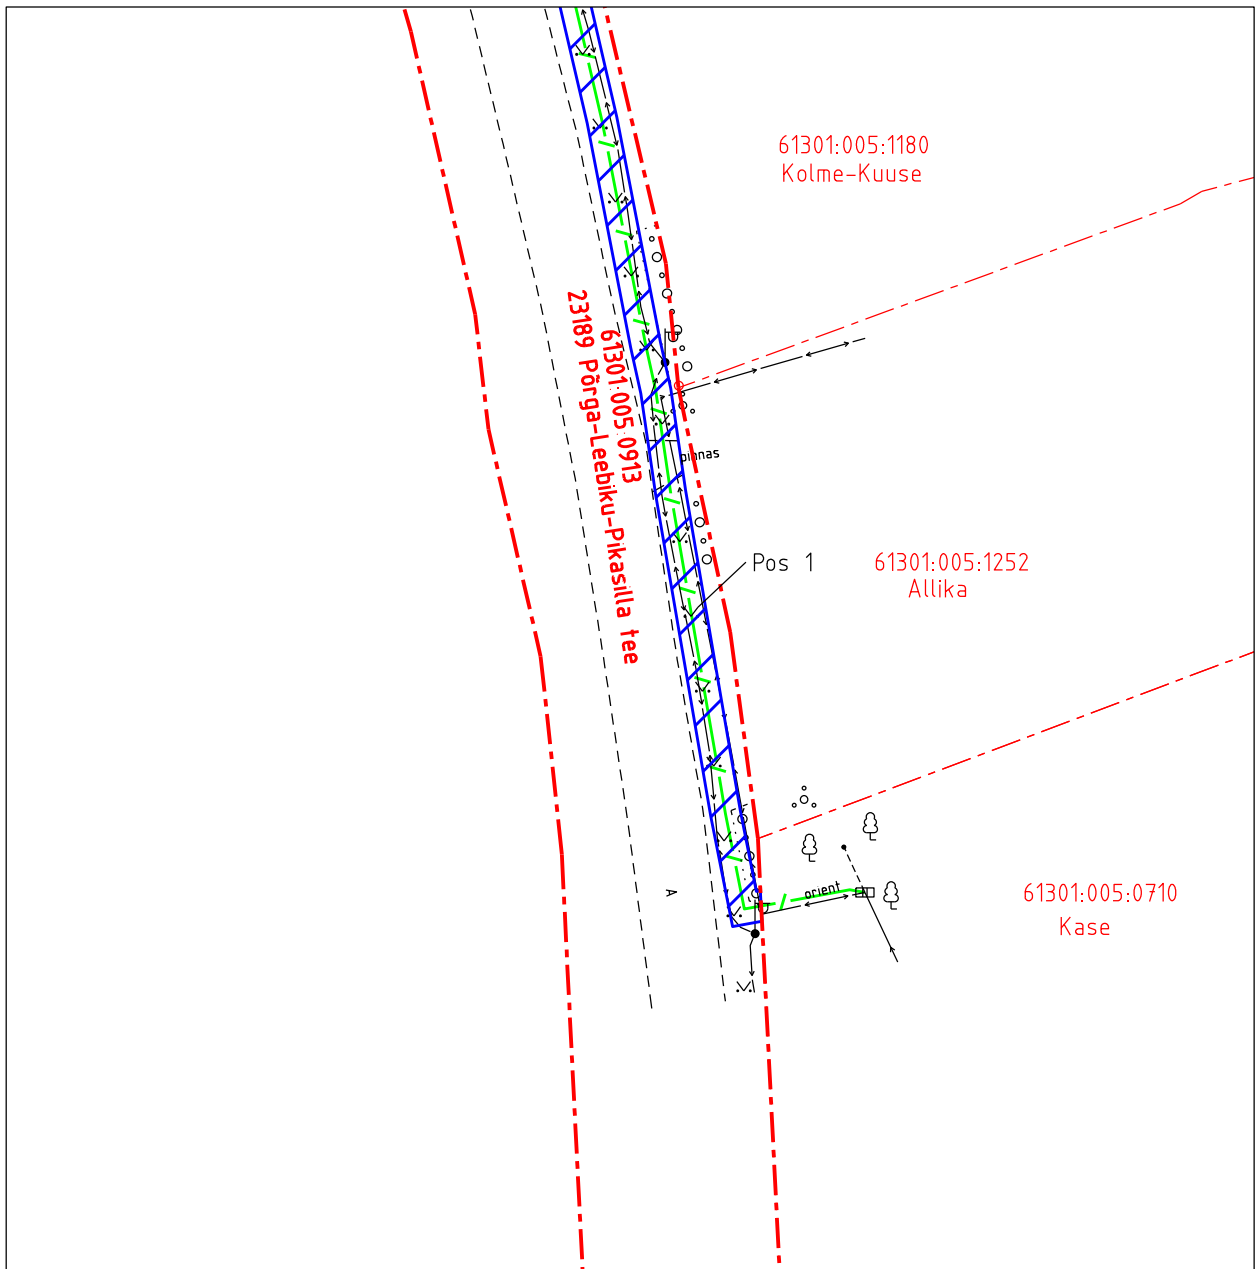 61301:005:1180
Kolme-Kuuse
61301:005:0913
23189 Põrga-Leebiku-Pikasilla tee
pinnas
Pos 1
61301:005:1252
Allika
A
orient
61301:005:0710
Kase